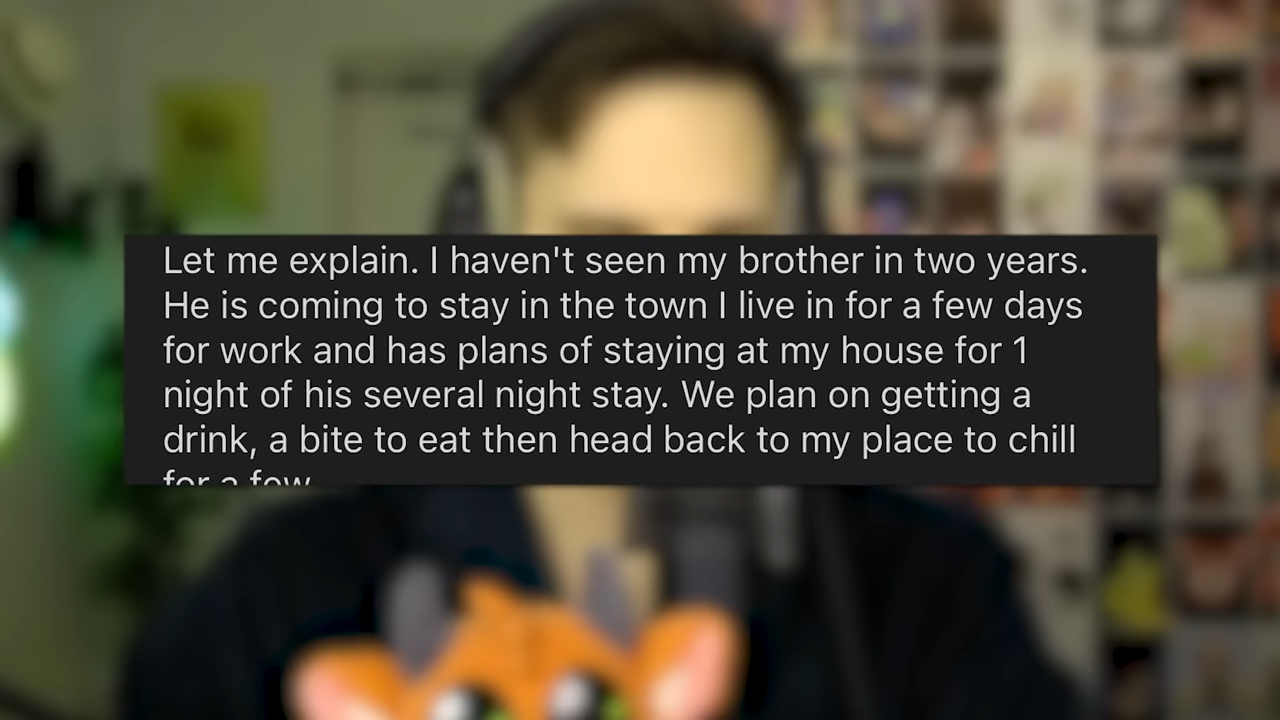 Let me explain. I haven't seen my brother in two years.
He is coming to stay in the town I live in for a few days
for work and has plans of staying at my house for 1
night of his several night stay. We plan on getting a
drink, a bite to eat then head back to my place to chill
for a few